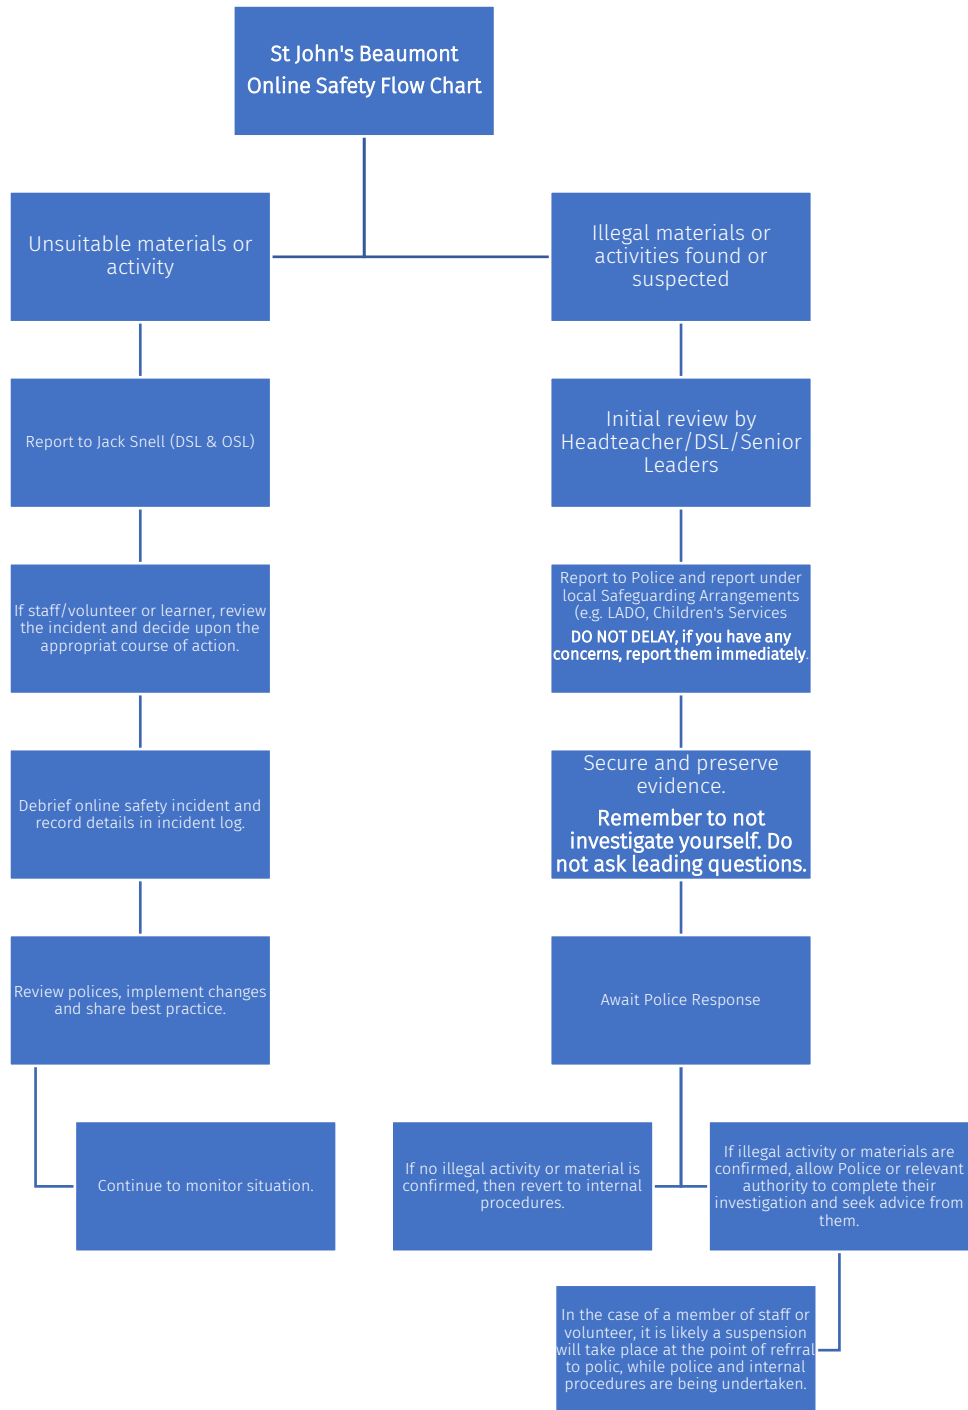 St John's Beaumont
Online Safety Flow Chart
Unsuitable materials or
activity
Report to Jack Snell (DSL & OSL)
If staff/volunteer or learner, review
the incident and decide upon the
appropriat course of action.
Debrief online safety incident and
record details in incident log.
Review polices, implement changes
and share best practice.
Continue to monitor situation.
Illegal materials or
activities found or
suspected
Initial review by
Headteacher/DSL/Senior
Leaders
Report to Police and report under
local Safeguarding Arrangements
(e.g. LADO, Children's Services
DO NOT DELAY, if you have any
concerns, report them immediately.
Secure and preserve
evidence.
Remember to not
investigate yourself. Do
not ask leading questions.
Await Police Response
If no illegal activity or material is
confirmed, then revert to internal
procedures.
If illegal activity or materials are
confirmed, allow Police or relevant
authority to complete their
investigation and seek advice from
them.
In the case of a member of staff or
volunteer, it is likely a suspension
will take place at the point of refrral
to polic, while police and internal
procedures are being undertaken.